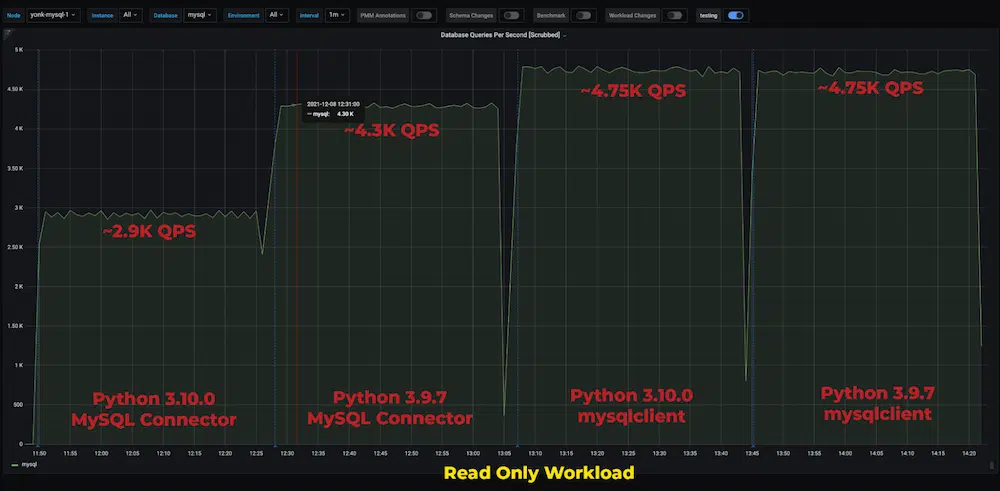 Node yonk-mysql-1 Instance All Database mysql Environment All Interval 1m PMM Annotations Schema Changes Benchmark Workload Changes testing
Database Queries Per Second [Scrubbed]
5 K
4.50 K
4 K
3.50 K
3 K
2.50 K
2 K
1.50 K
1 K
500
0
2021-12-08 12:31:00
mysql: 4.30 K
~2.9K QPS
~4.3K QPS
~4.75K QPS
~4.75K QPS
Python 3.10.0
MySQL Connector
Python 3.9.7
MySQL Connector
Python 3.10.0
mysqlclient
Python 3.9.7
mysqlclient
11:50 11:55 12:00 12:05 12:10 12:15 12:20 12:25 12:30 12:35 12:40 12:45 12:50 12:55 13:00 13:05 13:10 13:15 13:20 13:25 13:30 13:35 13:40 13:45 13:50 13:55 14:00 14:05 14:10 14:15 14:20
mysql
Read Only Workload